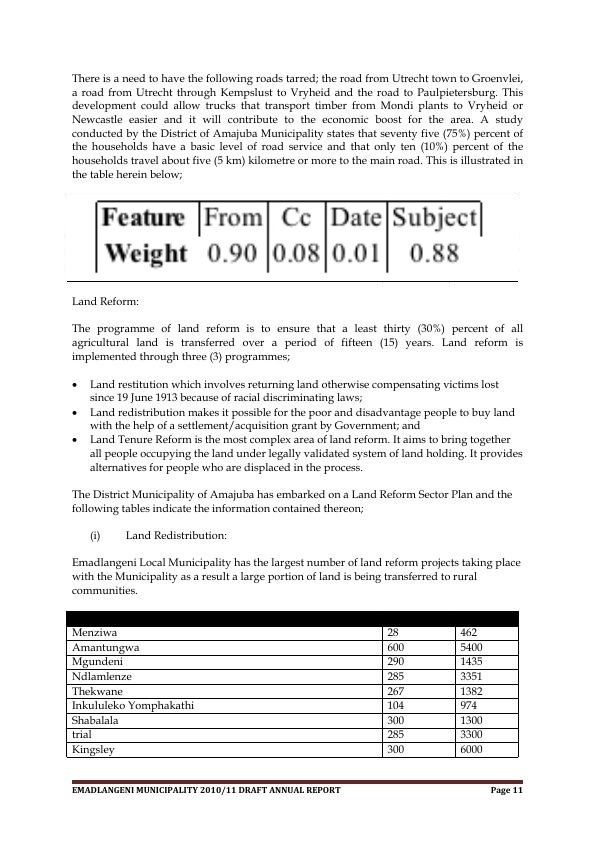 There is a need to have the following roads tarred; the road from Utrecht town to Groenvlei,
a road from Utrecht through Kempslust to Vryheid and the road to Paulpietersburg. This
development could allow trucks that transport timber from Mondi plants to Vryheid or
Newcastle easier and it will contribute to the economic boost for the area. A study
conducted by the District of Amajuba Municipality states that seventy five (75%) percent of
the households have a basic level of road service and that only ten (10%) percent of the
households travel about five (5 km) kilometre or more to the main road. This is illustrated in
the table herein below;
Feature From Cc Date Subject
Weight 0.90 0.08 0.01 0.88
Land Reform:
The programme of land reform is to ensure that a least thirty (30%) percent of all
agricultural land is transferred over a period of fifteen (15) years. Land reform is
implemented through three (3) programmes;
• Land restitution which involves returning land otherwise compensating victims lost
since 19 June 1913 because of racial discriminating laws;
• Land redistribution makes it possible for the poor and disadvantage people to buy land
with the help of a settlement/acquisition grant by Government; and
• Land Tenure Reform is the most complex area of land reform. It aims to bring together
all people occupying the land under legally validated system of land holding. It provides
alternatives for people who are displaced in the process.
The District Municipality of Amajuba has embarked on a Land Reform Sector Plan and the
following tables indicate the information contained thereon;
(i) Land Redistribution:
Emadlangeni Local Municipality has the largest number of land reform projects taking place
with the Municipality as a result a large portion of land is being transferred to rural
communities.
Menziwa 28 462
Amantungwa 600 5400
Mgundeni 290 1435
Ndlamlenze 285 3351
Thekwane 267 1382
Inkululeko Yomphakathi 104 974
Shabalala 300 1300
trial 285 3300
Kingsley 300 6000
EMADLANGENI MUNICIPALITY 2010/11 DRAFT ANNUAL REPORT Page 11